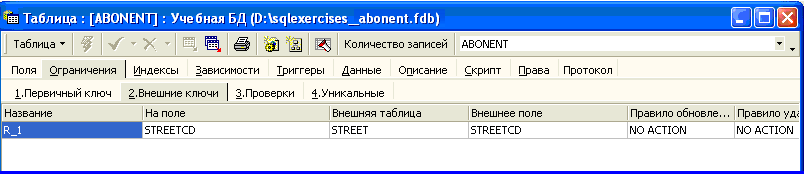 Таблица : [ABONENT] : Учебная БД (D:\sqlexercises_abonent.fdb)
Таблица Количество записей ABONENT
Поля Ограничения Индексы Зависимости Триггеры Данные Описание Скрипт Права Протокол
1.Первичный ключ 2.Внешние ключи 3.Проверки 4.Уникальные
Название На поле Внешняя таблица Внешнее поле Правило обновле... Правило уда
R_1 STREETCD STREET STREETCD NO ACTION NO ACTION